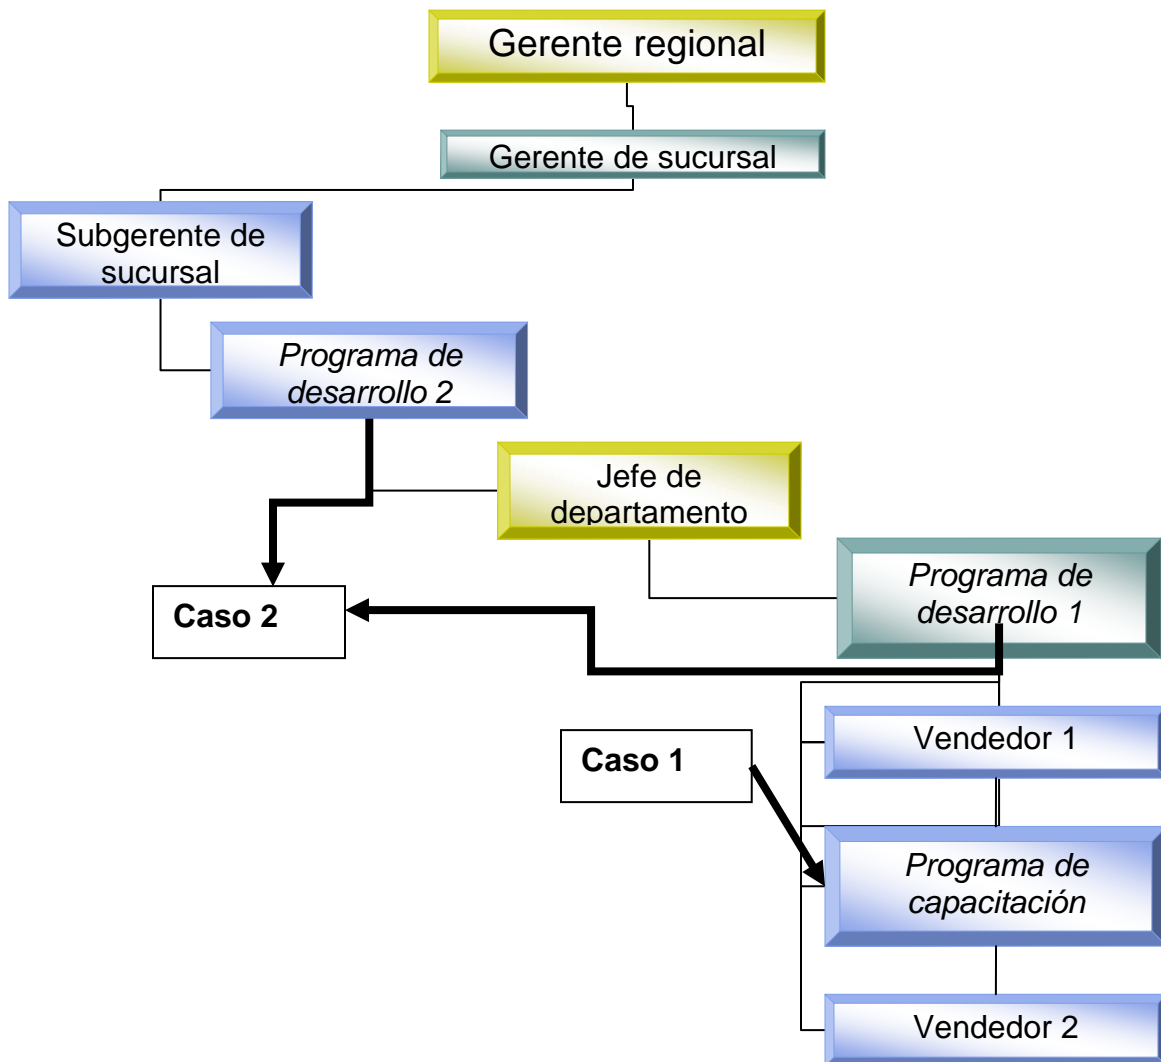 Gerente regional
Gerente de sucursal
Subgerente de
sucursal
Programa de
desarrollo 2
Jefe de
departamento
Programa de
desarrollo 1
Caso 2
Vendedor 1
Caso 1
Programa de
capacitación
Vendedor 2